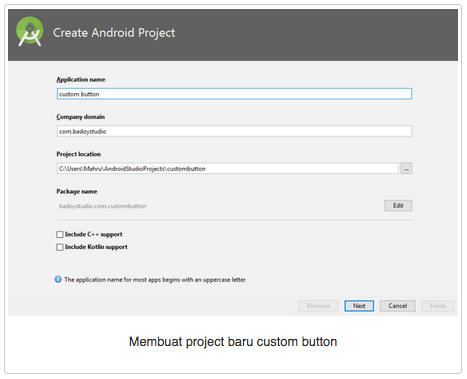 Create Android Project
Application name
custom button
Company domain
com.badoystudio
Project location
C:\Users\Mahru\AndroidStudioProjects\custombutton
...
Package name
badoystudio.com.custombutton
Edit
Include C++ support
Include Kotlin support
The application name for most apps begins with an uppercase letter
Previous
Next
Cancel
Finish
Membuat project baru custom button